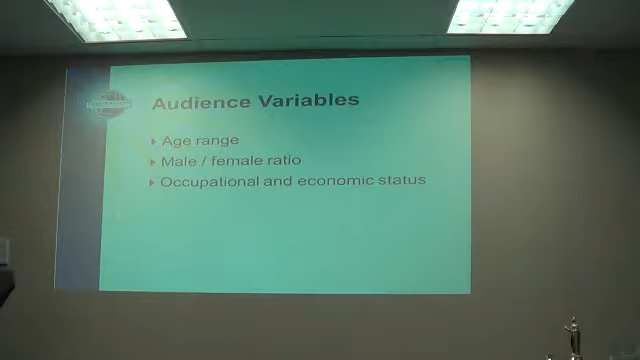 Audience Variables
Age range
Male / female ratio
Occupational and economic status